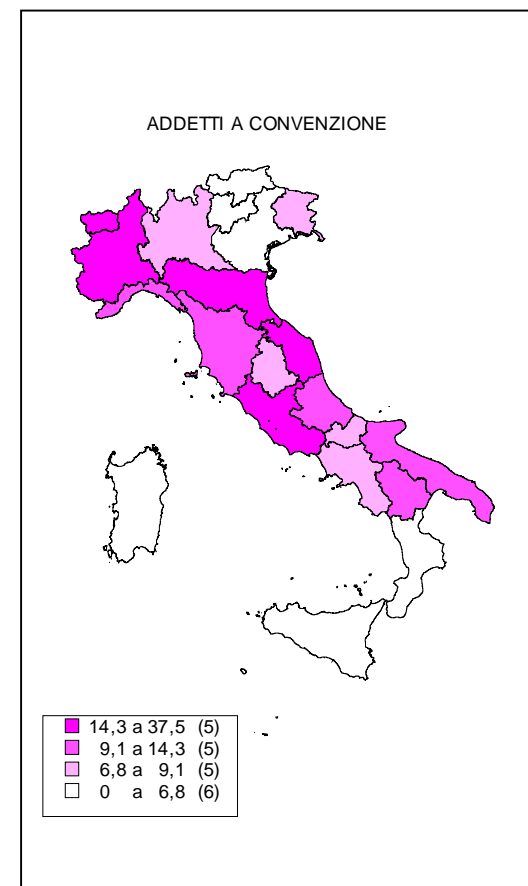 ADDETTI A CONVENZIONE
14,3 a 37,5 (5)
9,1 a 14,3 (5)
6,8 a 9,1 (5)
0 a 6,8 (6)